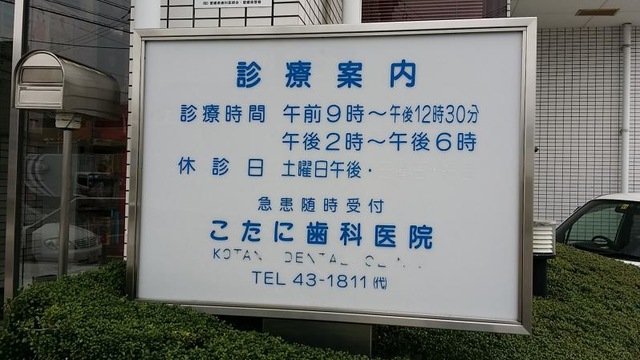 診療案内
診療時間 午前9時～午後12時30分
午後2時～午後6時
休診日 土曜日午後・
急患随時受付
こたに歯科医院
KOTAN DENTAL CLIN
TEL 43-1811(代)